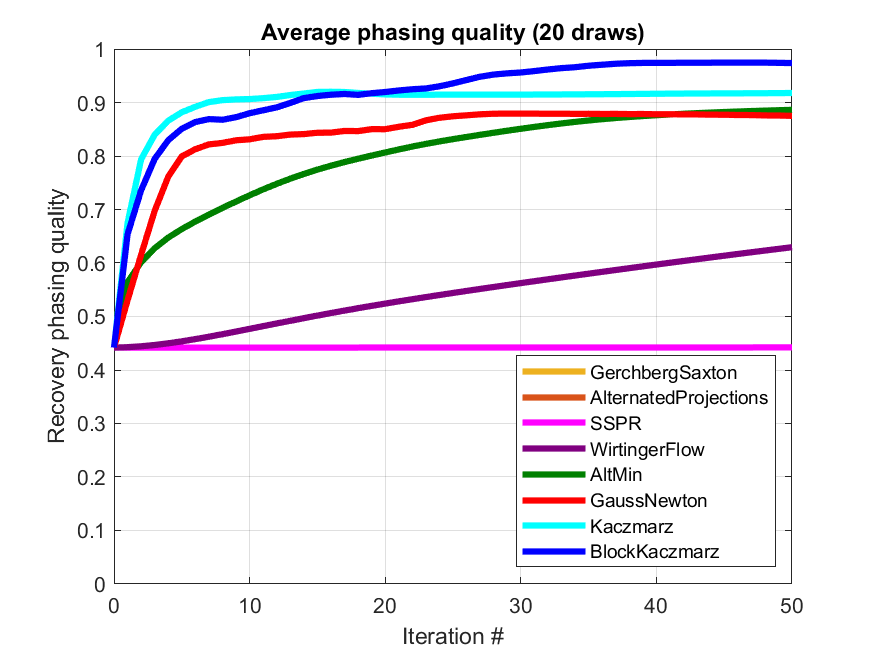 Average phasing quality (20 draws)
Recovery phasing quality
1
0.9
0.8
0.7
0.6
0.5
0.4
0.3
0.2
0.1
0
0 10 20 30 40 50
Iteration #
GerchbergSaxton
AlternatedProjections
SSPR
WirtingerFlow
AltMin
GaussNewton
Kaczmarz
BlockKaczmarz